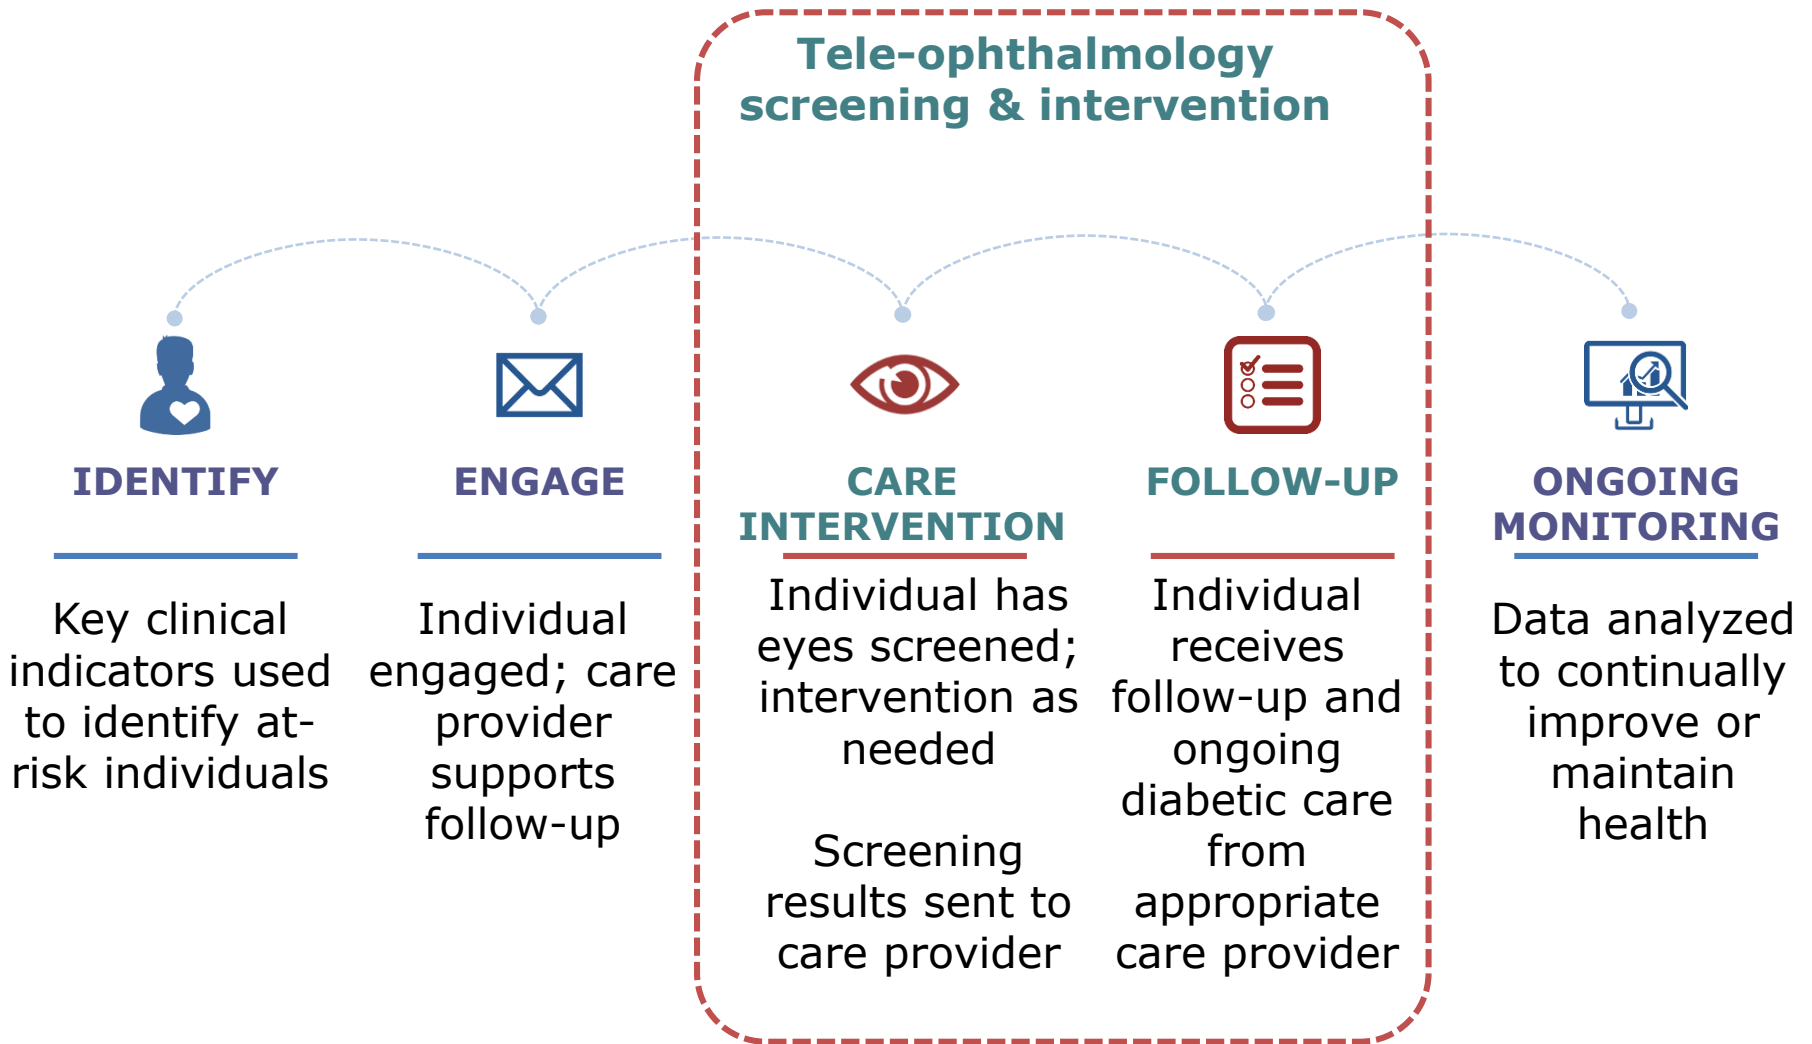 Tele-ophthalmology
screening & intervention
IDENTIFY
Key clinical
indicators used
to identify at-
risk individuals
ENGAGE
Individual
engaged; care
provider
supports
follow-up
CARE
INTERVENTION
Individual has
eyes screened;
intervention as
needed
Screening
results sent to
care provider
FOLLOW-UP
Individual
receives
follow-up and
ongoing
diabetic care
from
appropriate
care provider
ONGOING
MONITORING
Data analyzed
to continually
improve or
maintain
health